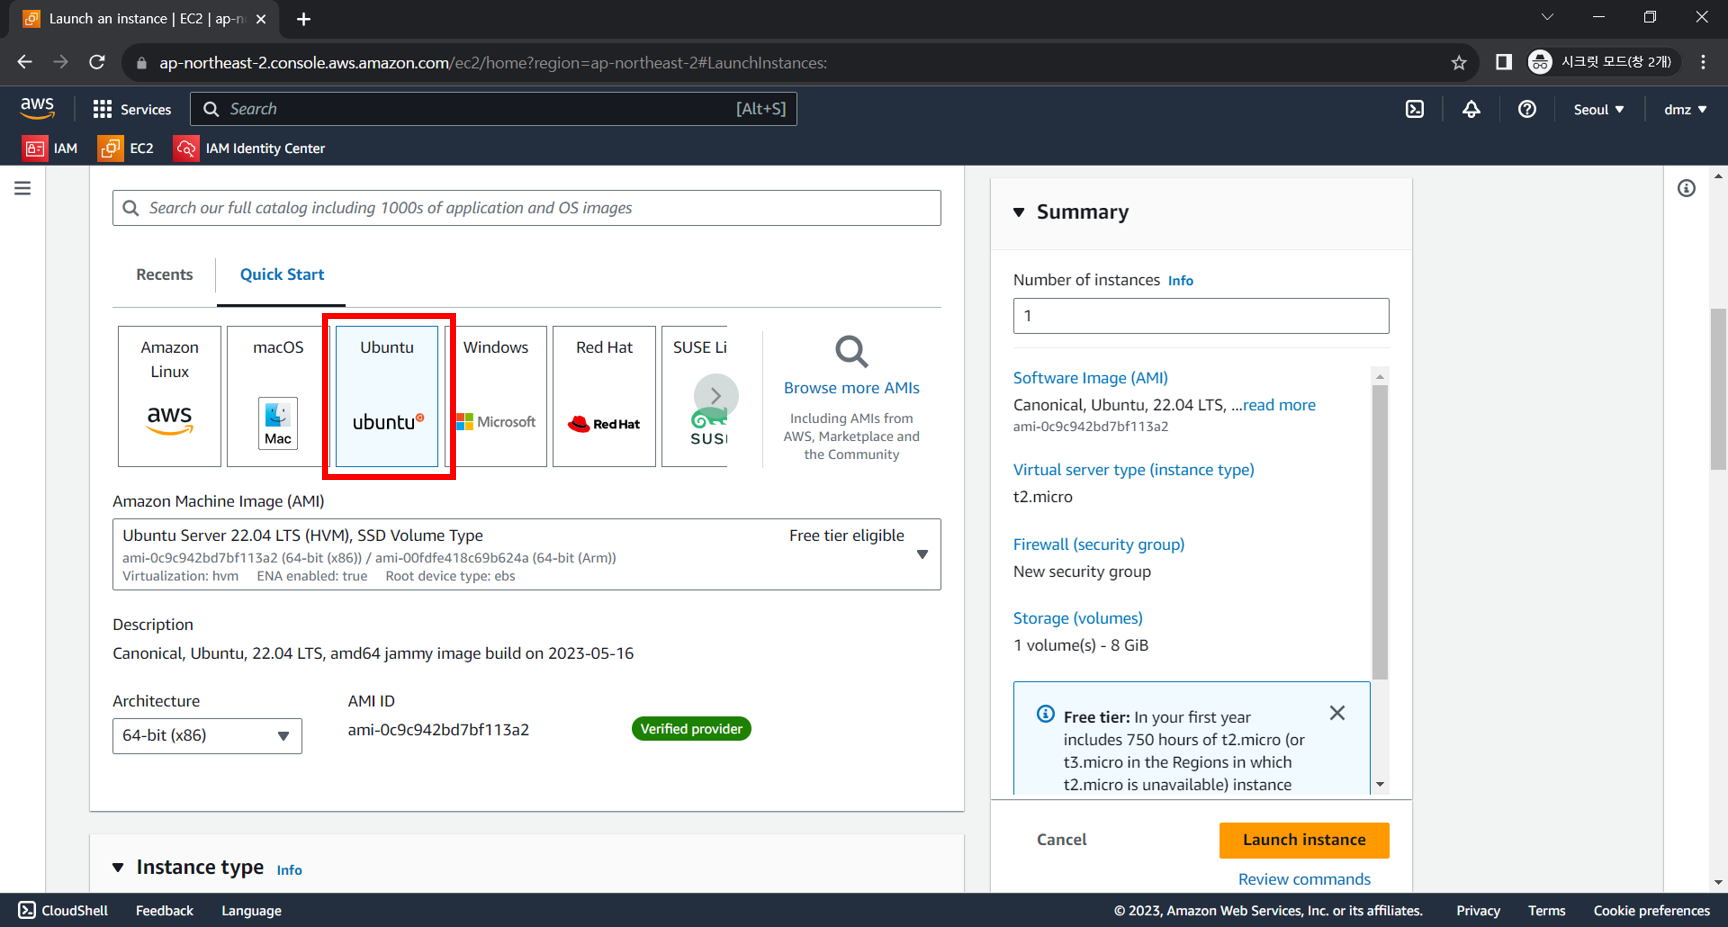 Launch an instance | EC2 | ap-n
ap-northeast-2.console.aws.amazon.com/ec2/home?region=ap-northeast-2#LaunchInstances:
시크릿 모드(창 2개)
aws
Services
Search
[Alt+S]
Seoul
dmz
IAM
EC2
IAM Identity Center
Search our full catalog including 1000s of application and OS images
Recents
Quick Start
Amazon
Linux
aws
macOS
Mac
Ubuntu
ubuntu
Windows
Microsoft
Red Hat
Red Hat
SUSE Li
SUS
Browse more AMIs
Including AMIs from
AWS, Marketplace and
the Community
Amazon Machine Image (AMI)
Ubuntu Server 22.04 LTS (HVM), SSD Volume Type
Free tier eligible
ami-0c9c942bd7bf113a2 (64-bit (x86)) / ami-00fdfe418c69b624a (64-bit (Arm))
Virtualization: hvm ENA enabled: true Root device type: ebs
Description
Canonical, Ubuntu, 22.04 LTS, amd64 jammy image build on 2023-05-16
Architecture
64-bit (x86)
AMI ID
ami-0c9c942bd7bf113a2
Verified provider
Instance type Info
Summary
Number of instances Info
1
Software Image (AMI)
Canonical, Ubuntu, 22.04 LTS, ...read more
ami-0c9c942bd7bf113a2
Virtual server type (instance type)
t2.micro
Firewall (security group)
New security group
Storage (volumes)
1 volume(s) - 8 GiB
Free tier: In your first year
includes 750 hours of t2.micro (or
t3.micro in the Regions in which
t2.micro is unavailable) instance
Cancel
Launch instance
Review commands
CloudShell
Feedback
Language
© 2023, Amazon Web Services, Inc. or its affiliates.
Privacy
Terms
Cookie preferences